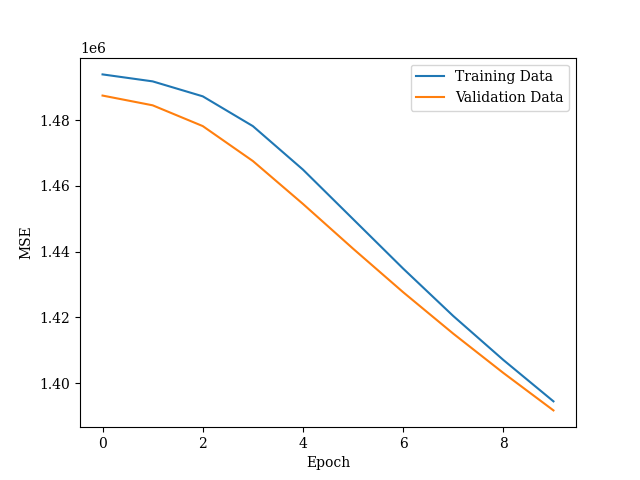 1e6
Training Data
Validation Data
1.48
1.46
1.44
1.42
1.40
MSE
0 2 4 6 8
Epoch